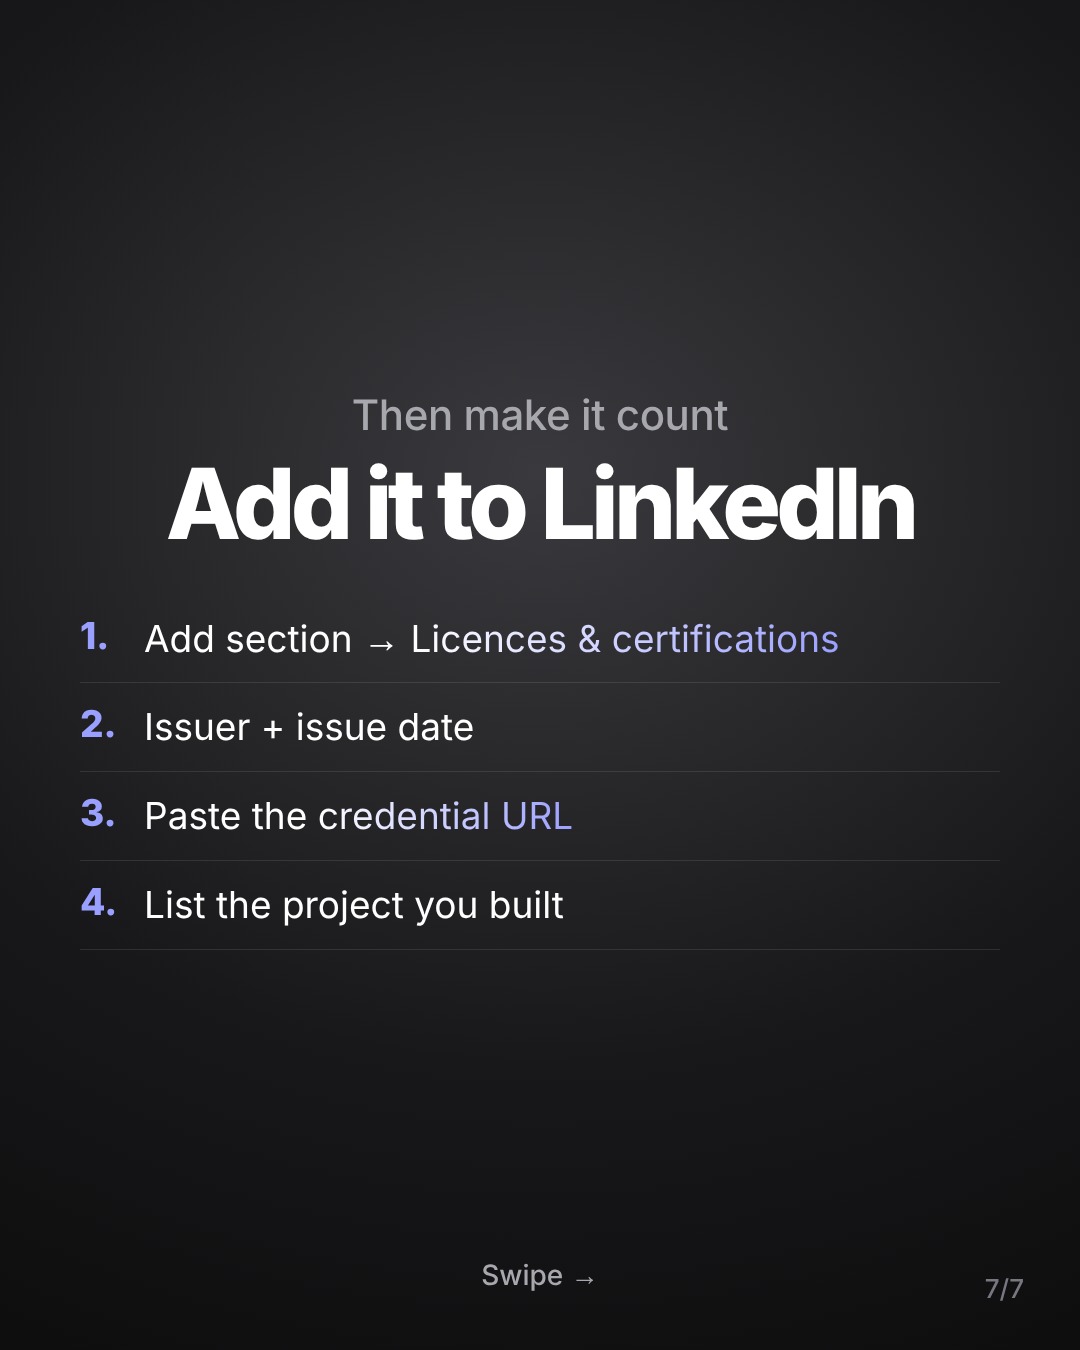 Then make it count
Add it to LinkedIn
1. Add section → Licences & certifications
2. Issuer + issue date
3. Paste the credential URL
4. List the project you built
Swipe →
7/7